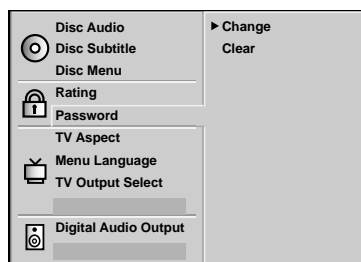 Disc Audio
Disc Subtitle
Disc Menu
Rating
Password
TV Aspect
Menu Language
TV Output Select
Digital Audio Output
Change
Clear